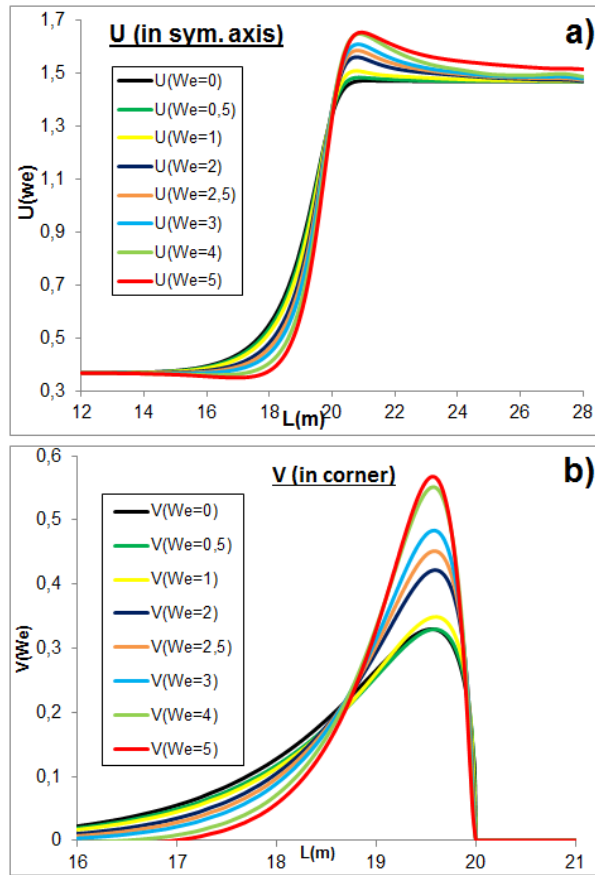 1,7
U (in sym. axis)
a)
1,5
U(We=0)
U(We=0,5)
1,3
U(We=1)
U(We=2)
1,1
U(we)
U(We=2,5)
0,9
U(We=3)
U(We=4)
0,7
U(We=5)
0,5
0,3
12
14
16
18
L(m)
20
22
24
26
28
0,6
V (in corner)
b)
V(We=0)
0,5
V(We=0,5)
V(We=1)
0,4
V(We=2)
0,3
V(We)
V(We=2,5)
V(We=3)
0,2
V(We=4)
V(We=5)
0,1
0
16
17
18
L(m)
19
20
21